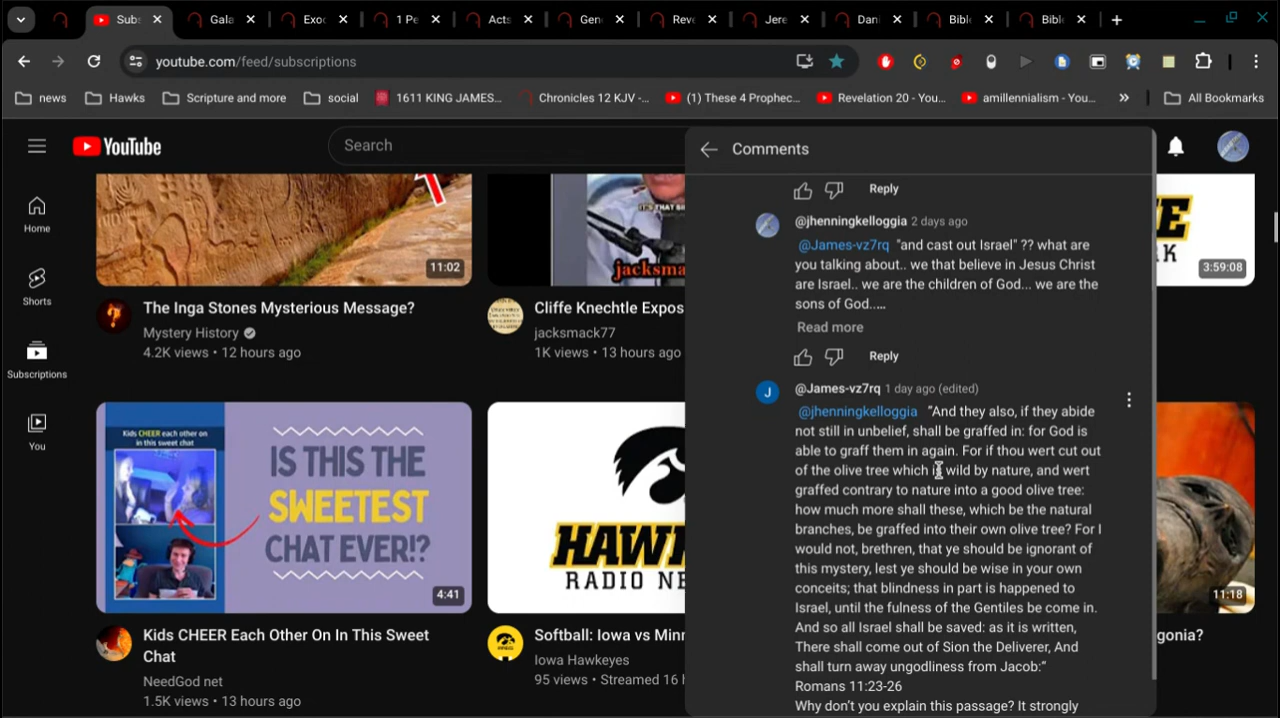 Subs
Gala
Exo
1 Pe
Acts
Gen
Reve
Jere
Dani
Bibl
Bibl
youtube.com/feed/subscriptions
news
Hawks
Scripture and more
social
1611 KING JAMES...
Chronicles 12 KJV -...
(1) These 4 Prophec...
Revelation 20 - You...
amillennialism - You...
All Bookmarks
YouTube
Search
Home
Shorts
Subscriptions
You
11:02
The Inga Stones Mysterious Message?
Mystery History
4.2K views • 12 hours ago
IT'S THAT
jacksma
Cliffe Knechtle Expos
jacksmack77
1K views • 13 hours ago
3:59:08
Kids CHEER each other on
in this sweet chat
IS THIS THE
SWEETEST
CHAT EVER!?
4:41
Kids CHEER Each Other On In This Sweet
Chat
NeedGod net
1.5K views • 13 hours ago
HAW
RADIO NE
Softball: Iowa vs Minn
Iowa Hawkeyes
95 views • Streamed 16 h
11:18
gonia?
Comments
Reply
@jhenningkelloggia 2 days ago
@James-vz7rq "and cast out Israel" ?? what are
you talking about.. we that believe in Jesus Christ
are Israel.. we are the children of God... we are the
sons of God....
Read more
Reply
J
@James-vz7rq 1 day ago (edited)
@jhenningkelloggia “And they also, if they abide
not still in unbelief, shall be graffed in: for God is
able to graff them in again. For if thou wert cut out
of the olive tree which is wild by nature, and wert
graffed contrary to nature into a good olive tree:
how much more shall these, which be the natural
branches, be graffed into their own olive tree? For I
would not, brethren, that ye should be ignorant of
this mystery, lest ye should be wise in your own
conceits; that blindness in part is happened to
Israel, until the fulness of the Gentiles be come in.
And so all Israel shall be saved: as it is written,
There shall come out of Sion the Deliverer, And
shall turn away ungodliness from Jacob:“
Romans 11:23-26
Why don’t you explain this passage? It strongly